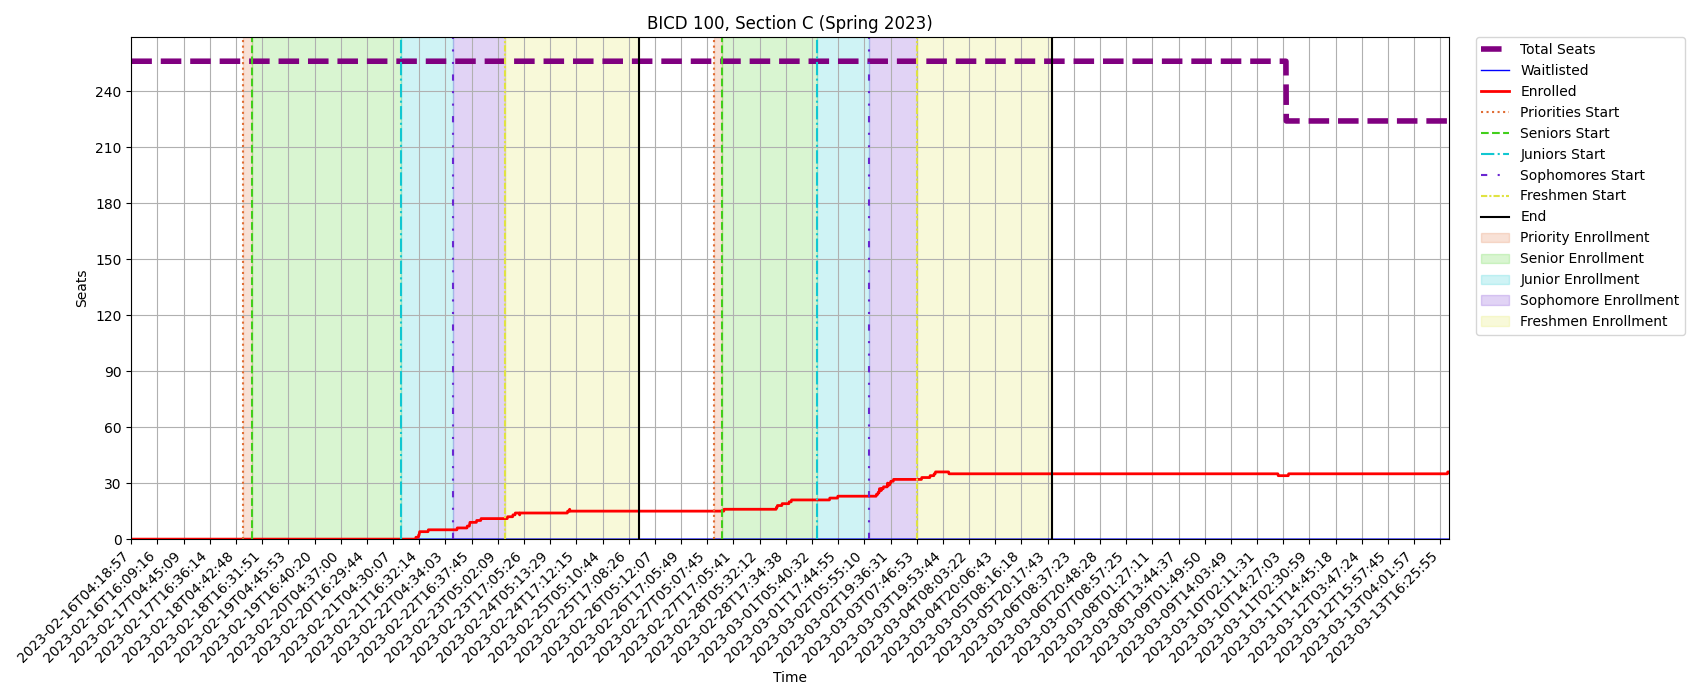 BICD 100, Section C (Spring 2023)
Seats
240
210
180
150
120
90
60
30
0
2023-02-16T04:18:57
2023-02-16T16:09:16
2023-02-17T04:45:09
2023-02-17T17:36:14
2023-02-18T04:42:48
2023-02-18T16:31:51
2023-02-19T04:45:53
2023-02-19T16:40:20
2023-02-20T04:37:00
2023-02-20T16:29:44
2023-02-21T04:30:07
2023-02-21T16:32:14
2023-02-22T04:34:03
2023-02-22T16:37:45
2023-02-23T05:02:09
2023-02-23T17:05:26
2023-02-24T05:13:29
2023-02-24T17:12:15
2023-02-25T05:10:44
2023-02-25T17:08:26
2023-02-26T05:12:07
2023-02-26T17:05:49
2023-02-27T05:07:45
2023-02-27T17:05:41
2023-02-28T05:32:12
2023-02-28T17:34:38
2023-03-01T05:40:32
2023-03-01T17:44:55
2023-03-02T05:55:10
2023-03-02T19:36:31
2023-03-03T07:46:53
2023-03-03T19:53:44
2023-03-04T08:03:22
2023-03-04T20:06:43
2023-03-05T08:16:18
2023-03-05T20:17:43
2023-03-06T08:37:23
2023-03-06T20:48:28
2023-03-07T08:57:25
2023-03-08T01:27:11
2023-03-08T13:44:37
2023-03-09T01:49:50
2023-03-09T14:03:49
2023-03-10T02:11:31
2023-03-10T14:27:03
2023-03-11T02:30:59
2023-03-11T14:45:18
2023-03-12T03:47:24
2023-03-12T15:57:45
2023-03-13T04:01:57
2023-03-13T16:25:55
Time
Total Seats
Waitlisted
Enrolled
Priorities Start
Seniors Start
Juniors Start
Sophomores Start
Freshmen Start
End
Priority Enrollment
Senior Enrollment
Junior Enrollment
Sophomore Enrollment
Freshmen Enrollment